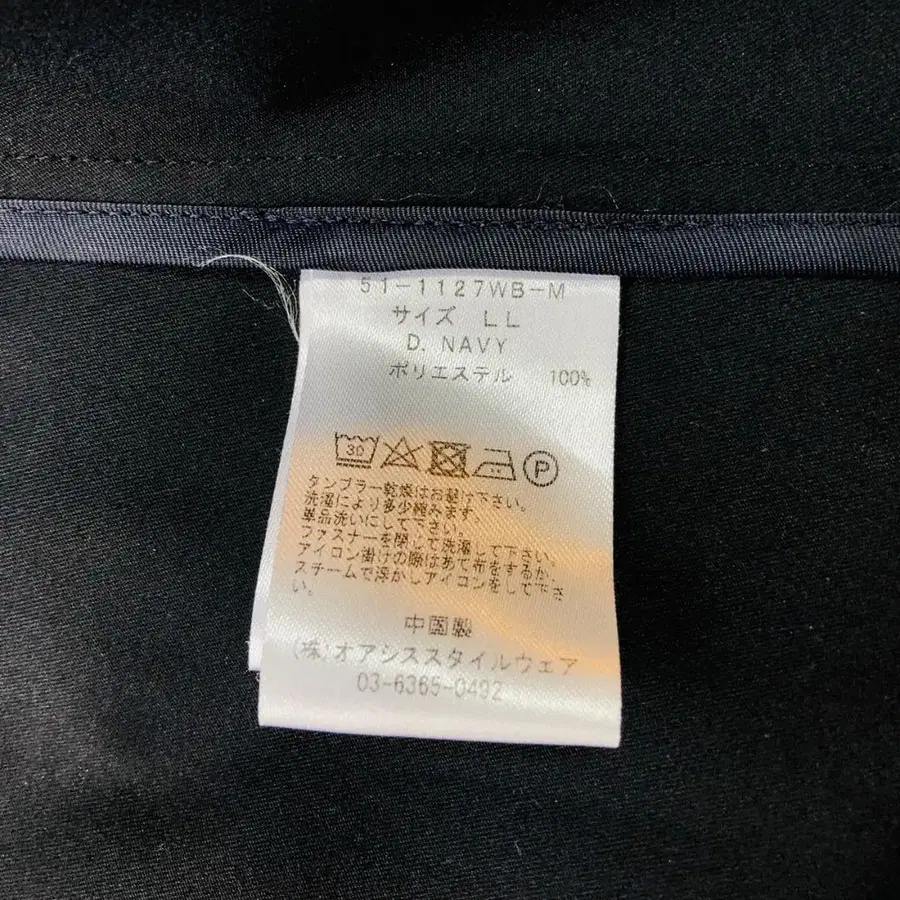 51-1127WB-M
サイズ LL
D. NAVY
ポリエステル 100%
30
P
タンブラー乾燥はお避け下さい。
洗濯により多少縮みます。
単品洗いにして下さい。
ファスナーを閉じて洗濯して下さい。
アイロン掛けの際はあて布をするか、
スチームで浮かしアイロンをして下さ
い。
中国製
(株)オアシススタイルウェア
03-6365-0492